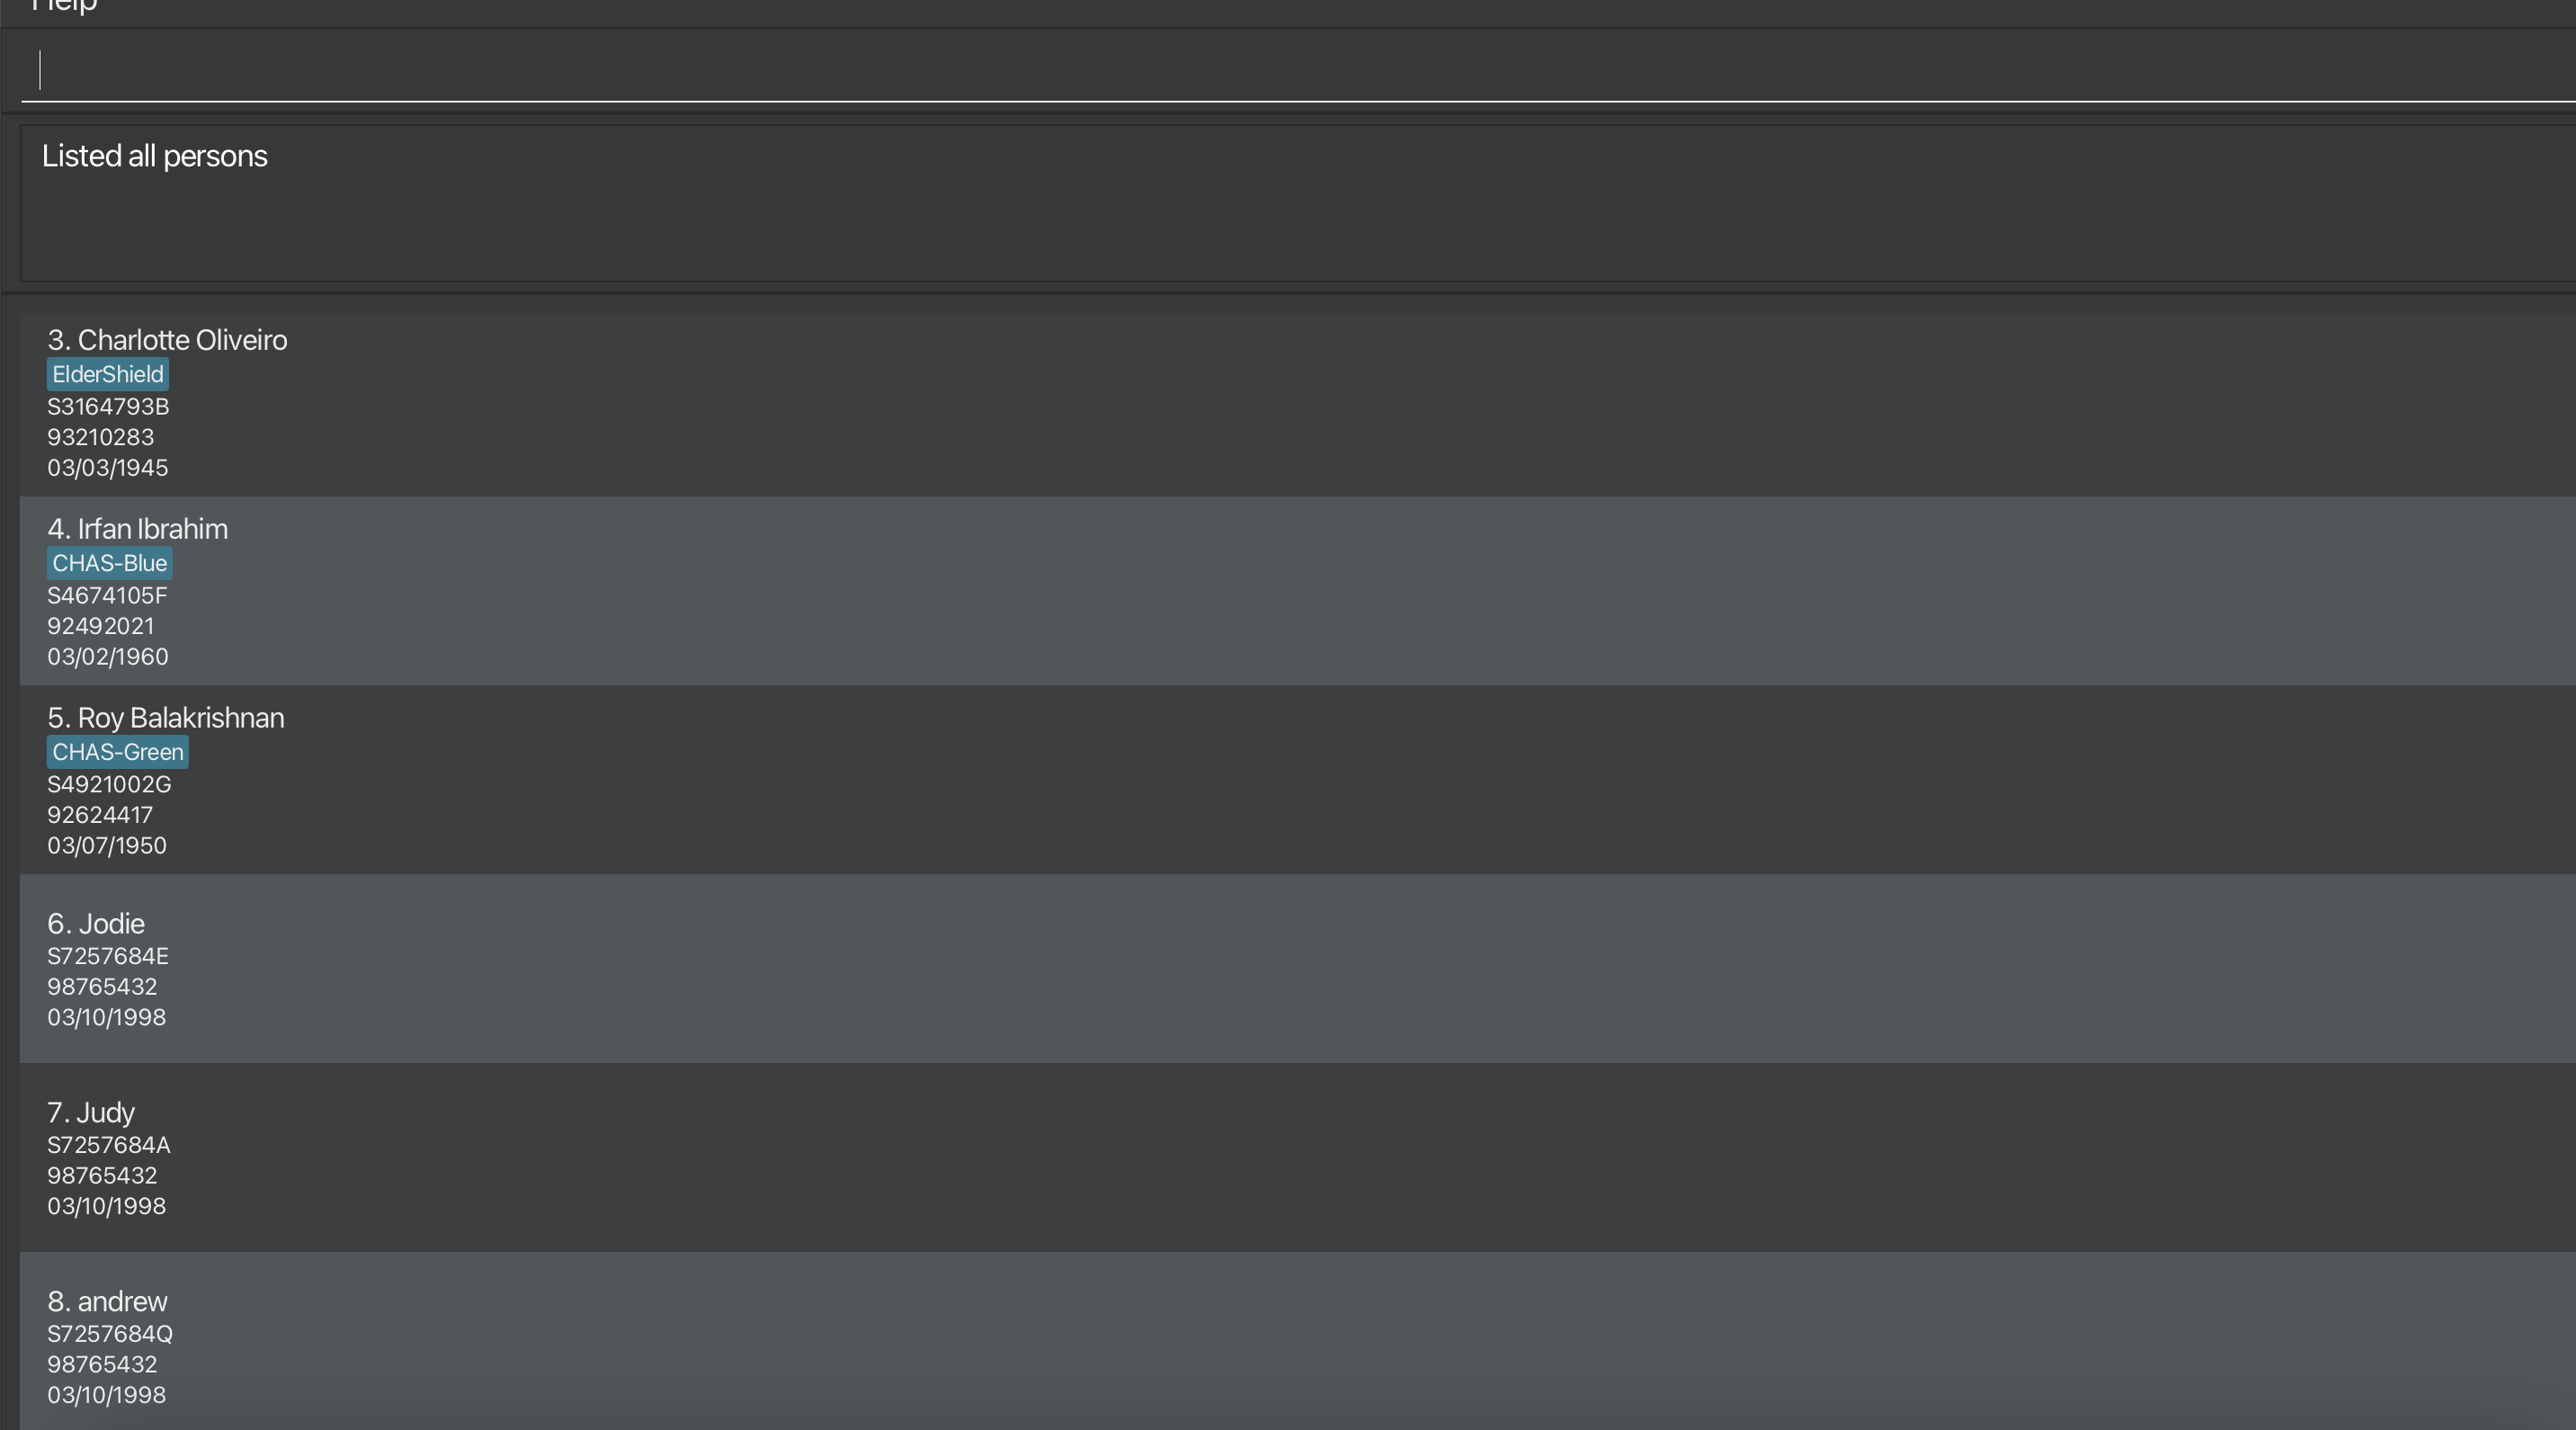 Help
Listed all persons
3. Charlotte Oliveiro
ElderShield
S3164793B
93210283
03/03/1945
4. Irfan Ibrahim
CHAS-Blue
S4674105F
92492021
03/02/1960
5. Roy Balakrishnan
CHAS-Green
S4921002G
92624417
03/07/1950
6. Jodie
S7257684E
98765432
03/10/1998
7. Judy
S7257684A
98765432
03/10/1998
8. andrew
S7257684Q
98765432
03/10/1998